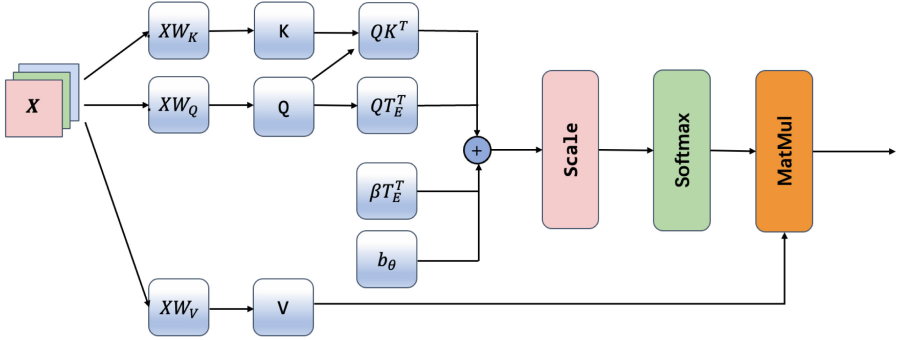 X
XW_K
K
QK^T
XW_Q
Q
QT_E^T
+
βT_E^T
b_θ
XW_V
V
Scale
Softmax
MatMul